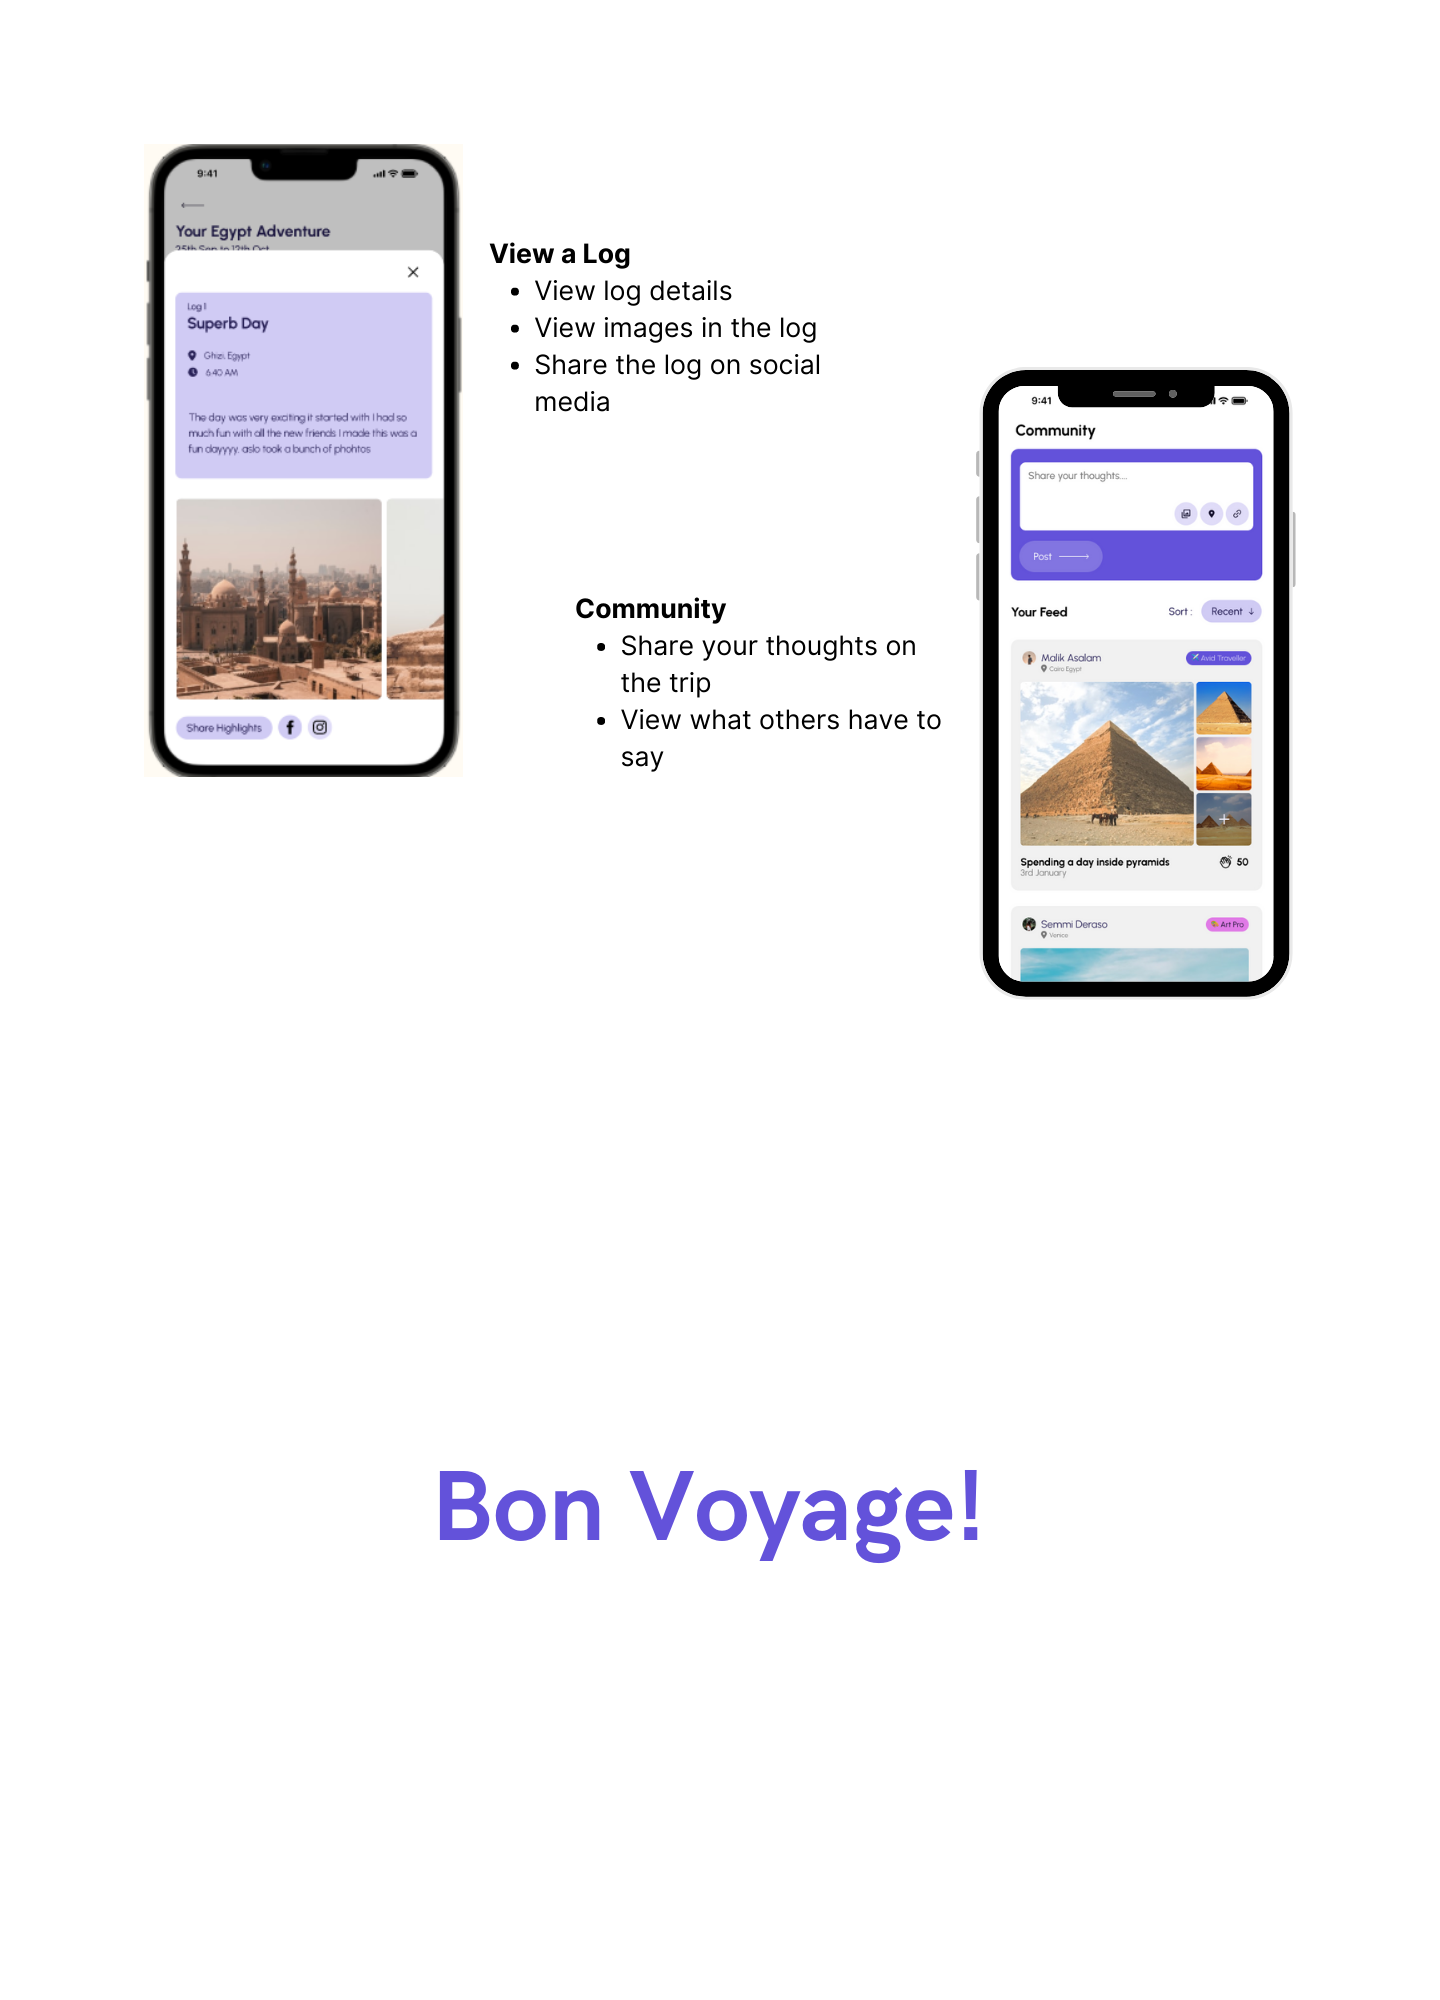 9:41
Your Egypt Adventure
25th Sep to 12th Oct
Log 1
Superb Day
Ghizi, Egypt
6:40 AM
The day was very exciting it started with I had so
much fun with all the new friends I made this was a
fun dayyyy. aslo took a bunch of phohtos
Share Highlights
View a Log
• View log details
• View images in the log
• Share the log on social
media
Community
• Share your thoughts on
the trip
• View what others have to
say
9:41
Community
Share your thoughts....
Post
Your Feed
Sort :
Recent
Malik Asalam
Avid Traveller
Cairo Egypt
Spending a day inside pyramids
50
3rd January
Semmi Deraso
Art Pro
Venice
Bon Voyage!